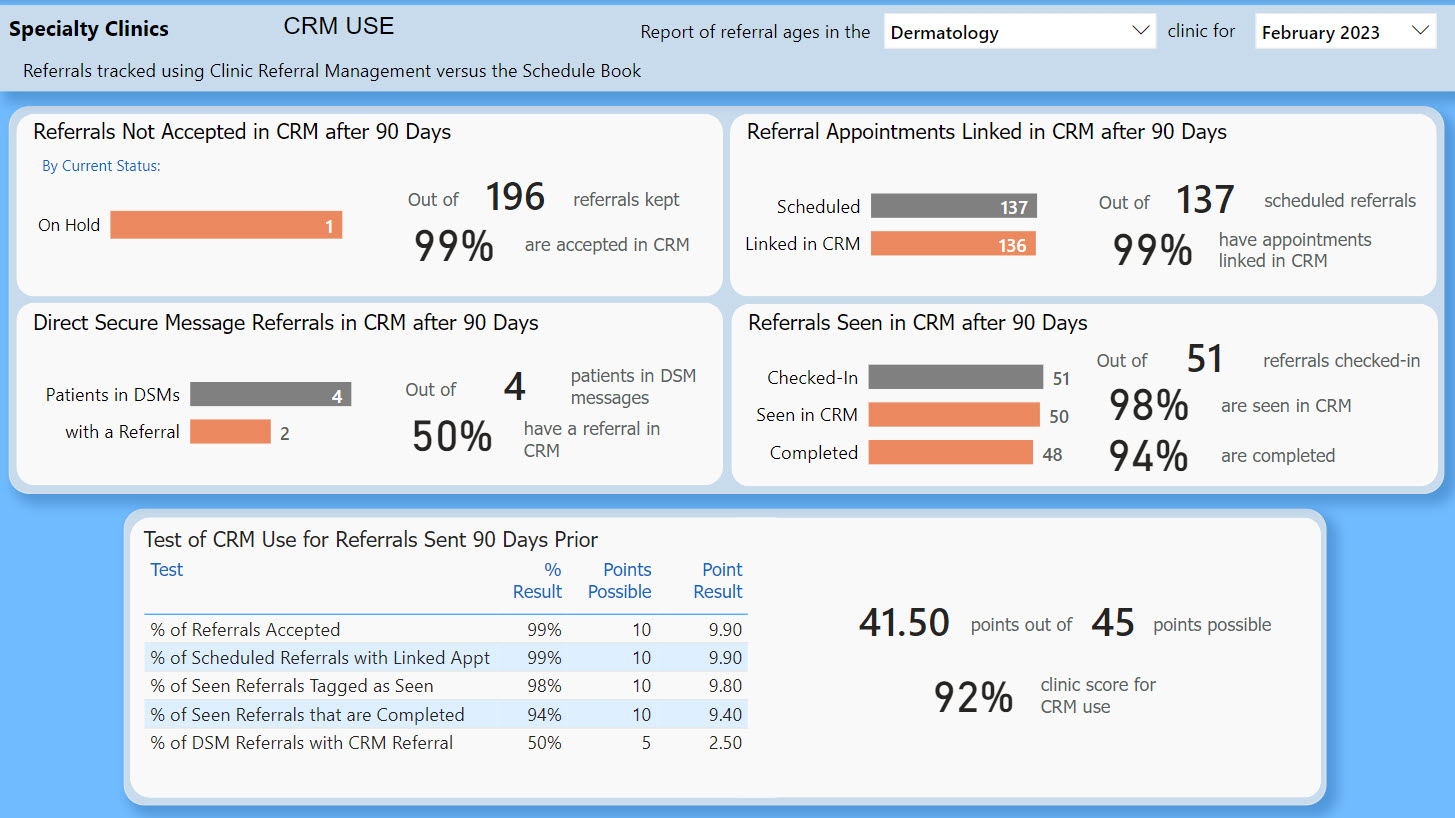 Specialty Clinics
CRM USE
Report of referral ages in the Dermatology clinic for February 2023
Referrals tracked using Clinic Referral Management versus the Schedule Book
Referrals Not Accepted in CRM after 90 Days
By Current Status:
On Hold 1
Out of 196 referrals kept
99% are accepted in CRM
Referral Appointments Linked in CRM after 90 Days
Scheduled 137
Linked in CRM 136
Out of 137 scheduled referrals
99% have appointments
linked in CRM
Direct Secure Message Referrals in CRM after 90 Days
Patients in DSMs 4
with a Referral 2
Out of 4 patients in DSM
messages
50% have a referral in
CRM
Referrals Seen in CRM after 90 Days
Checked-In 51
Seen in CRM 50
Completed 48
Out of 51 referrals checked-in
98% are seen in CRM
94% are completed
Test of CRM Use for Referrals Sent 90 Days Prior
Test % Points Point
Result Possible Result
% of Referrals Accepted 99% 10 9.90
% of Scheduled Referrals with Linked Appt 99% 10 9.90
% of Seen Referrals Tagged as Seen 98% 10 9.80
% of Seen Referrals that are Completed 94% 10 9.40
% of DSM Referrals with CRM Referral 50% 5 2.50
41.50 points out of 45 points possible
92% clinic score for
CRM use